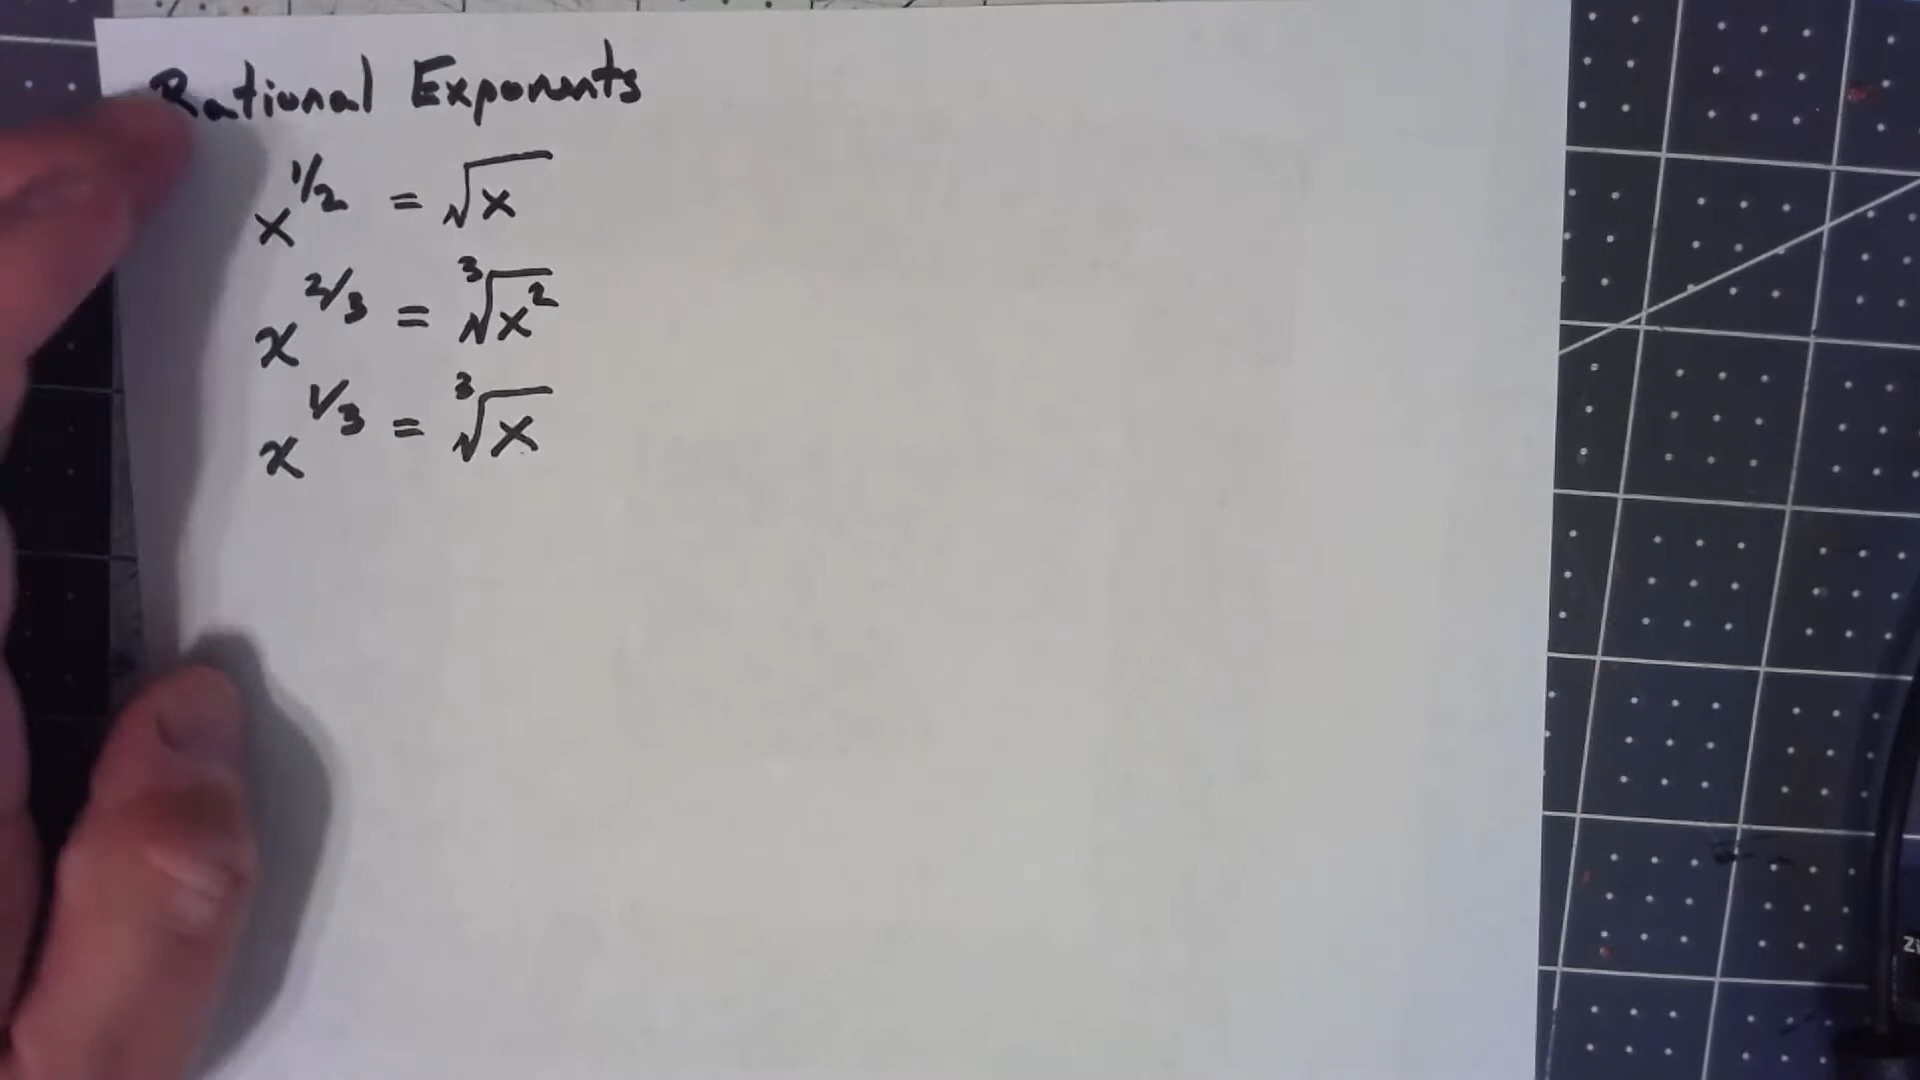 Rational Exponents
x^{1/2} = √x
x^{2/3} = ∛x²
x^{1/3} = ∛x